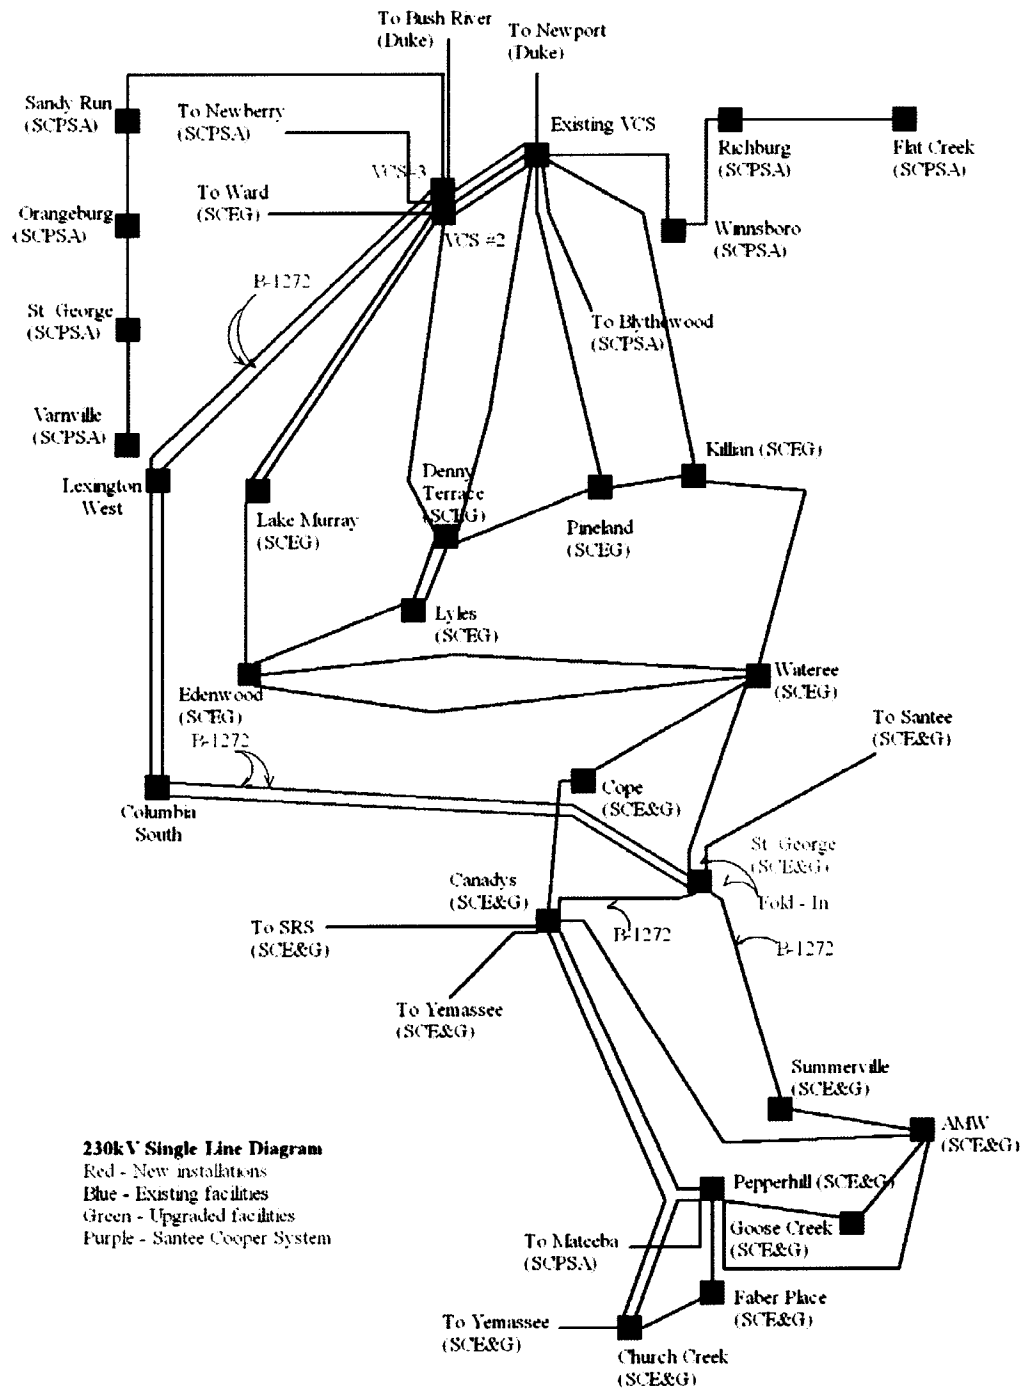 To Bush River
(Duke)
To Newport
(Duke)
Sandy Run
(SCPSA)
To Newberry
(SCPSA)
Existing VCS
Richburg
(SCPSA)
Flat Creek
(SCPSA)
VCS#3
To Ward
(SCEG)
Orangeburg
(SCPSA)
VCS #2
Winnsboro
(SCPSA)
B-1272
St George
(SCPSA)
To Blythewood
(SCPSA)
Varnville
(SCPSA)
Killian (SCEG)
Lexington
West
Denny
Terrace
(SCEG)
Lake Murray
(SCEG)
Pineland
(SCEG)
Lyles
(SCEG)
Wateree
(SCEG)
Edenwood
(SCEG)
B-1272
To Santee
(SCE&G)
Cope
(SCE&G)
Columbia
South
St George
(SCE&G)
Canadys
(SCE&G)
Fold - In
To SRS
(SCE&G)
B-1272
B-1272
To Yemassee
(SCE&G)
Summerville
(SCE&G)
AMW
(SCE&G)
230kV Single Line Diagram
Red - New installations
Blue - Existing facilities
Green - Upgraded facilities
Purple - Santee Cooper System
Pepperhill (SCE&G)
Goose Creek
(SCE&G)
To Mateeba
(SCPSA)
Faber Place
(SCE&G)
To Yemassee
(SCE&G)
Church Creek
(SCE&G)